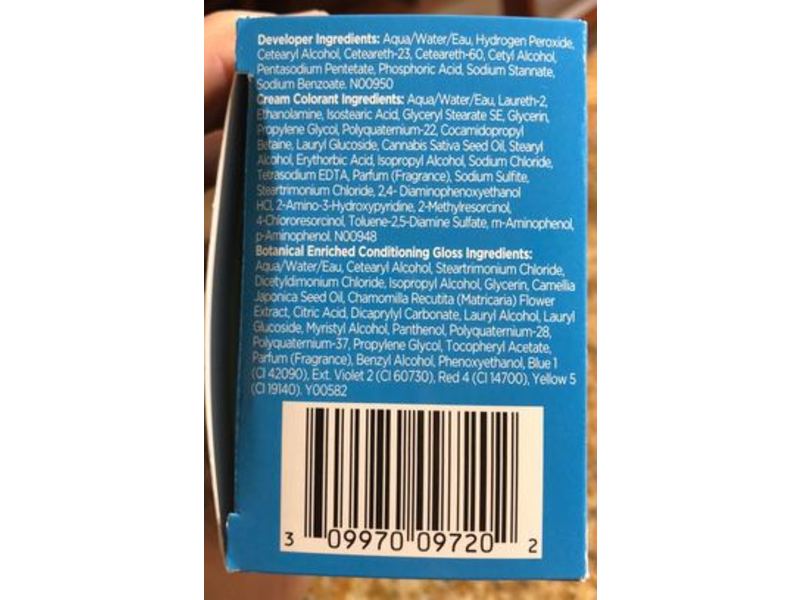 Developer Ingredients: Aqua/Water/Eau, Hydrogen Peroxide,
Cetearyl Alcohol, Ceteareth-23, Ceteareth-60, Cetyl Alcohol,
Pentasodium Pentetate, Phosphoric Acid, Sodium Stannate,
Sodium Benzoate. N00950
Cream Colorant Ingredients: Aqua/Water/Eau, Laureth-2,
Ethanolamine, Isostearic Acid, Glyceryl Stearate SE, Glycerin,
Propylene Glycol, Polyquaternium-22, Cocamidopropyl
Betaine, Lauryl Glucoside, Cannabis Sativa Seed Oil, Stearyl
Alcohol, Erythorbic Acid, Isopropyl Alcohol, Sodium Chloride,
Tetrasodium EDTA, Parfum (Fragrance), Sodium Sulfite,
Steartrimonium Chloride, 2,4- Diaminophenoxyethanol
HCl, 2-Amino-3-Hydroxypyridine, 2-Methylresorcinol,
4-Chlororesorcinol, Toluene-2,5-Diamine Sulfate, m-Aminophenol,
p-Aminophenol. N00948
Botanical Enriched Conditioning Gloss Ingredients:
Aqua/Water/Eau, Cetearyl Alcohol, Steartrimonium Chloride,
Dicetyldimonium Chloride, Isopropyl Alcohol, Glycerin, Camellia
Japonica Seed Oil, Chamomilla Recutita (Matricaria) Flower
Extract, Citric Acid, Dicaprylyl Carbonate, Lauryl Alcohol, Lauryl
Glucoside, Myristyl Alcohol, Panthenol, Polyquaternium-28,
Polyquaternium-37, Propylene Glycol, Tocopheryl Acetate,
Parfum (Fragrance), Benzyl Alcohol, Phenoxyethanol, Blue 1
(CI 42090), Ext. Violet 2 (CI 60730), Red 4 (CI 14700), Yellow 5
(CI 19140). Y00582
3 09970 09720 2